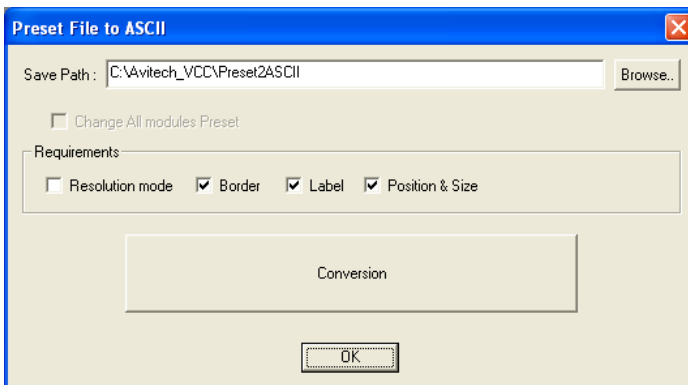 Preset File to ASCII
Save Path : C:\Avitech_VCC\Preset2ASCII Browse..
Change All modules Preset
Requirements
Resolution mode Border Label Position & Size
Conversion
OK